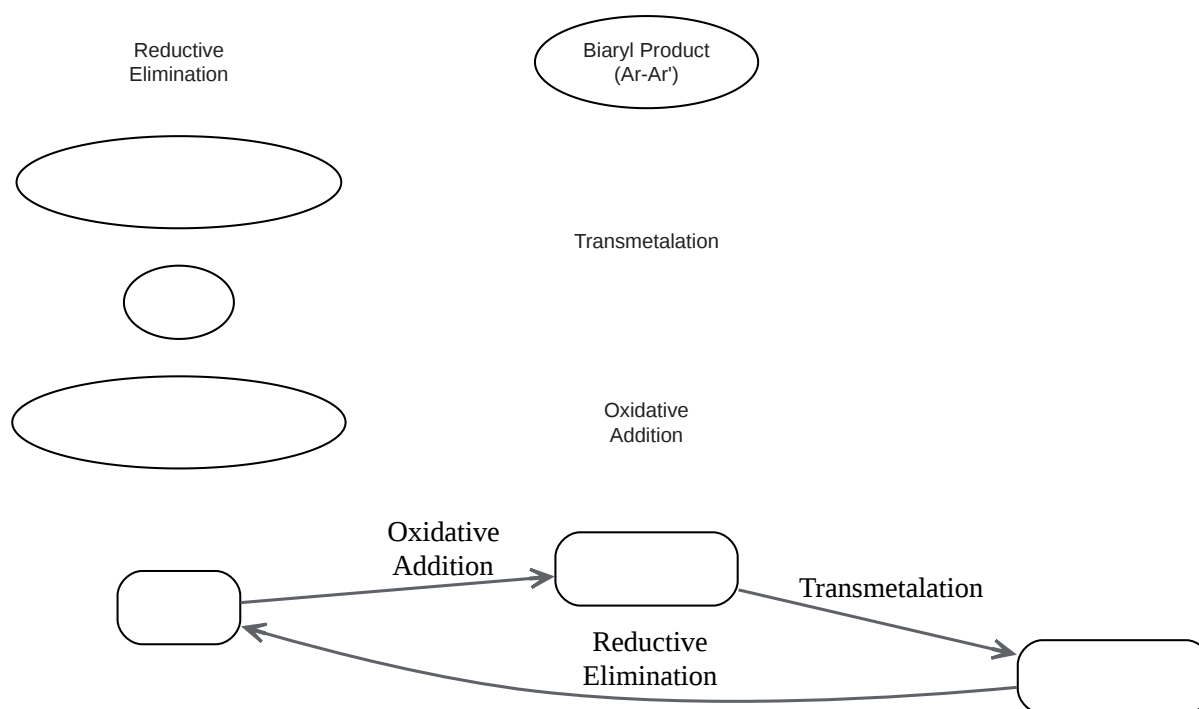 Reductive
Elimination
Biaryl Product
(Ar-Ar')
Transmetalation
Oxidative
Addition
Oxidative
Addition
Transmetalation
Reductive
Elimination